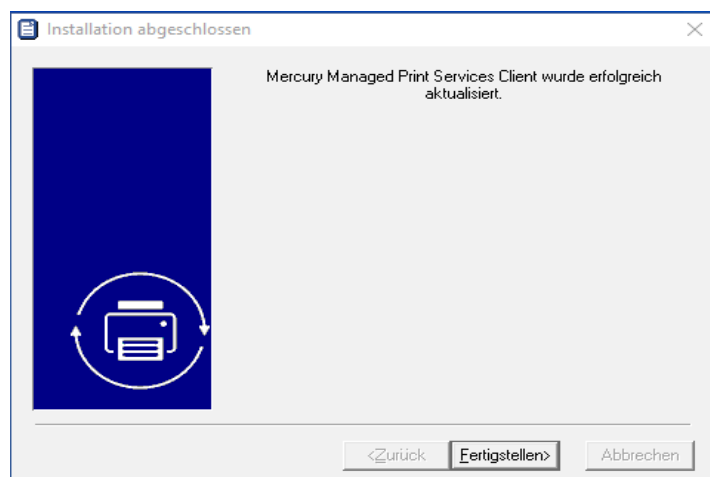 Installation abgeschlossen
Mercury Managed Print Services Client wurde erfolgreich
aktualisiert.
<Zurück
Fertigstellen>
Abbrechen